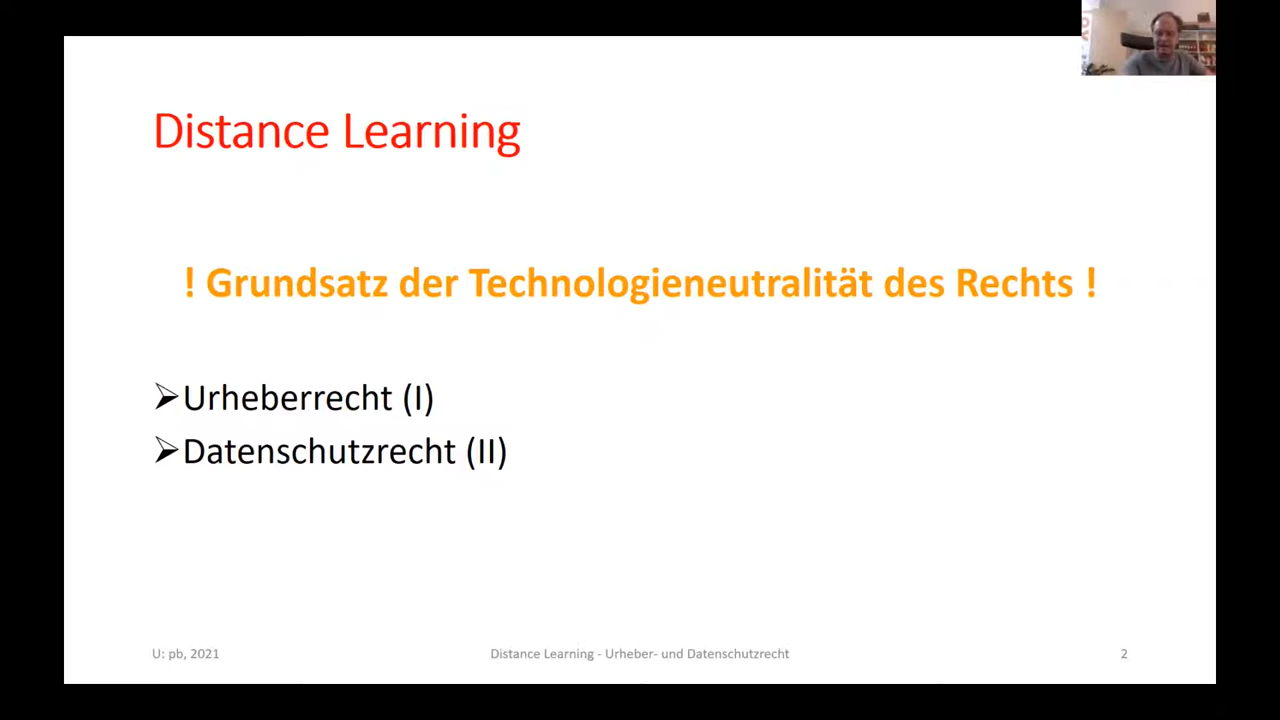 Distance Learning
! Grundsatz der Technologieneutralität des Rechts !
➢Urheberrecht (I)
➢Datenschutzrecht (II)
U: pb, 2021
Distance Learning - Urheber- und Datenschutzrecht
2